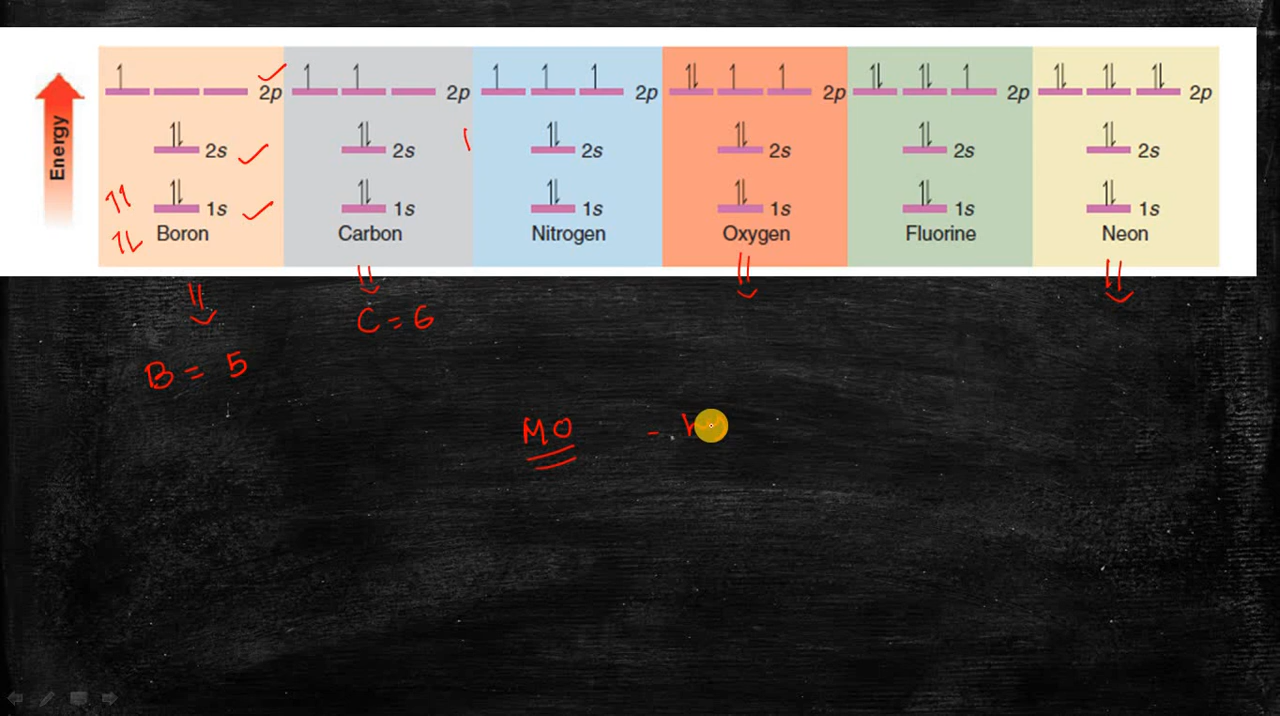 Energy
2p 2p 2p 2p 2p 2p
2s 2s 2s 2s 2s 2s
1s 1s 1s 1s 1s 1s
Boron Carbon Nitrogen Oxygen Fluorine Neon
C = 6
B = 5
MO -